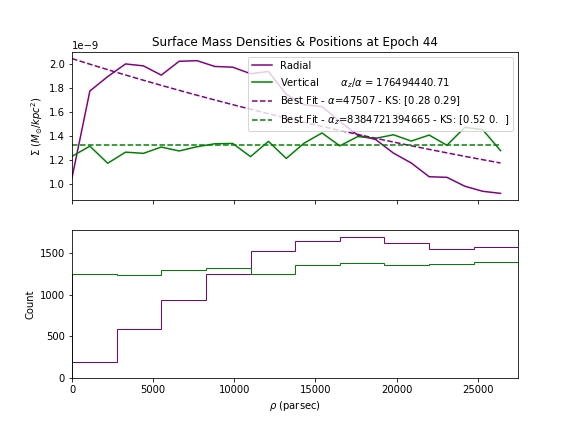 Surface Mass Densities & Positions at Epoch 44
1e−9
2.0
1.8
1.6
1.4
1.2
1.0
Σ (M⊙/kpc²)
Radial
Vertical αz/α = 176494440.71
Best Fit - α=47507 - KS: [0.28 0.29]
Best Fit - αz=8384721394665 - KS: [0.52 0. ]
1500
1000
500
0
Count
0 5000 10000 15000 20000 25000
ρ (parsec)